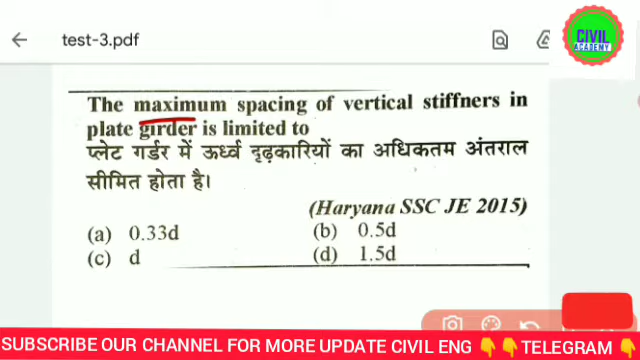 test-3.pdf
CIVIL
ACADEMY
The maximum spacing of vertical stiffners in
plate girder is limited to
प्लेट गर्डर में ऊर्ध्व दृढ़कारियों का अधिकतम अंतराल
सीमित होता है।
(Haryana SSC JE 2015)
(a) 0.33d (b) 0.5d
(c) d (d) 1.5d
SUBSCRIBE OUR CHANNEL FOR MORE UPDATE CIVIL ENG 👇👇TELEGRAM 👇